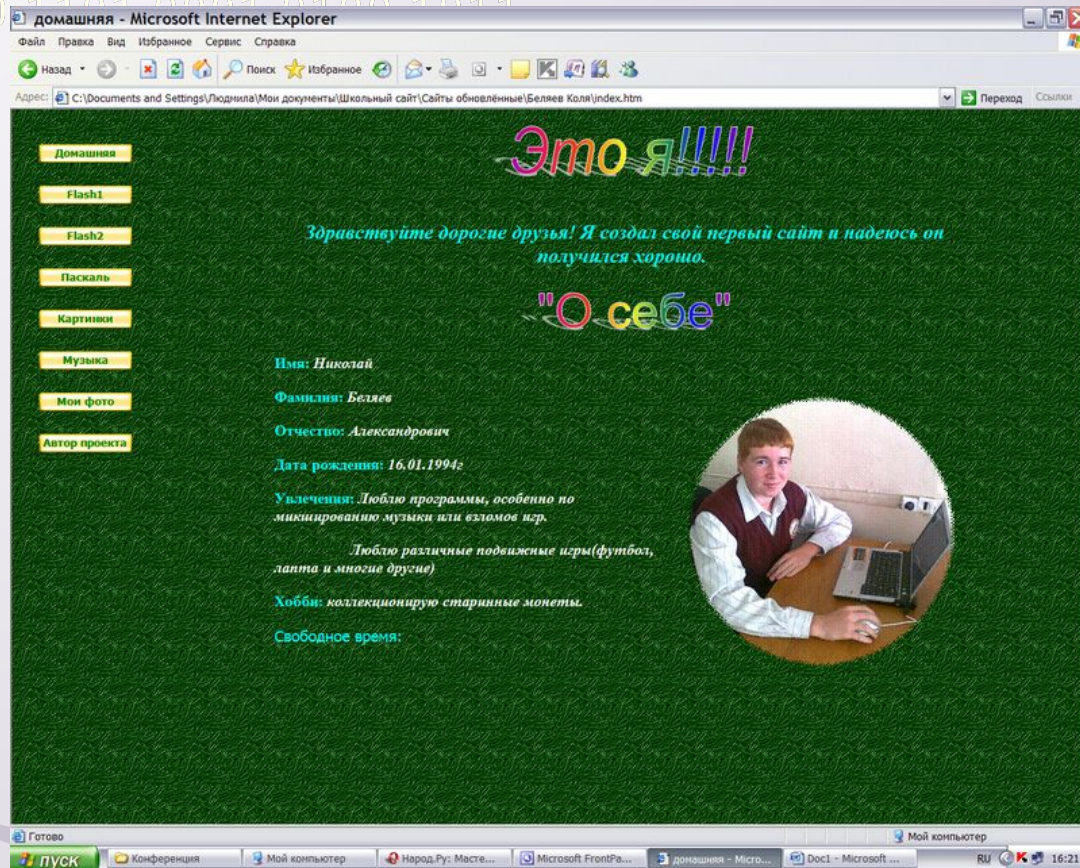 домашняя - Microsoft Internet Explorer
Файл Правка Вид Избранное Сервис Справка
Назад Поиск Избранное
Адрес: C:\Documents and Settings\Людмила\Мои документы\Школьный сайт\Сайты обновлённые\Беляев Коля\index.htm Переход Ссылки
Это я!!!!!
Домашняя
Flash1
Flash2
Паскаль
Картинки
Музыка
Мои фото
Автор проекта
Здравствуйте дорогие друзья! Я создал свой первый сайт и надеюсь он
получился хорошо.
"О себе"
Имя: Николай
Фамилия: Беляев
Отчество: Александрович
Дата рождения: 16.01.1994г
Увлечения: Люблю программы, особенно по
микшированию музыки или взломов игр.
Люблю различные подвижные игры(футбол,
лапта и многие другие)
Хобби: коллекционирую старинные монеты.
Свободное время:
Готово Мой компьютер
пуск Конференция Мой компьютер Народ.Ру: Масте... Microsoft FrontPa... домашняя - Micro... Doc1 - Microsoft ... RU 16:21